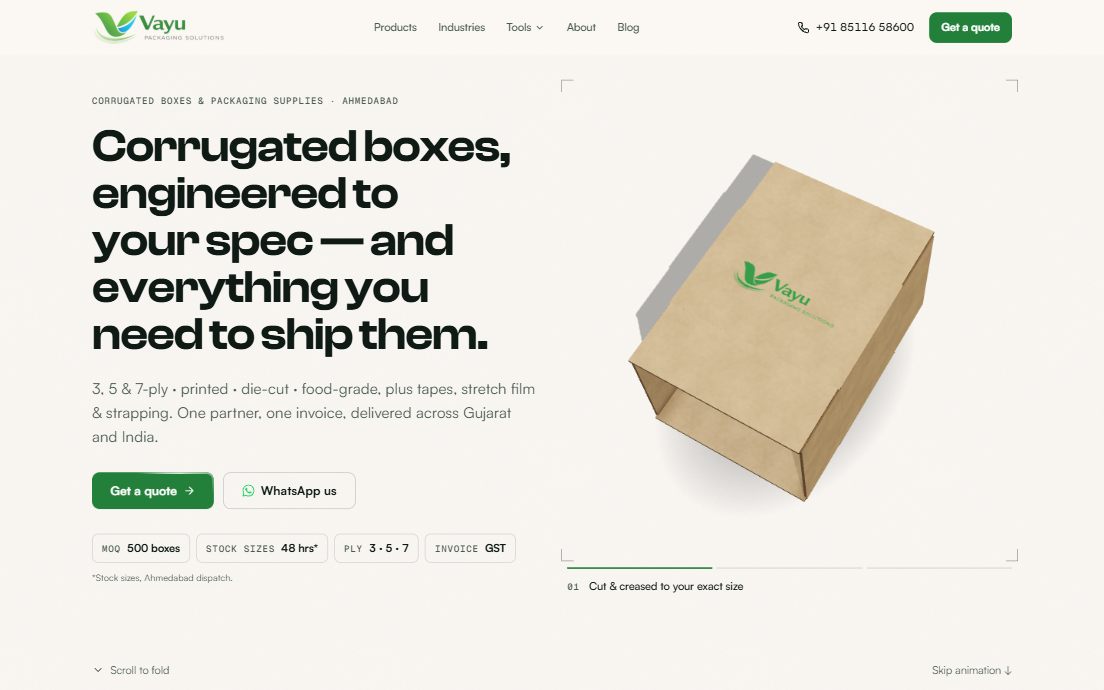 Vayu
PACKAGING SOLUTIONS
Products
Industries
Tools
About
Blog
+91 85116 58600
Get a quote
CORRUGATED BOXES & PACKAGING SUPPLIES · AHMEDABAD
Corrugated boxes,
engineered to
your spec — and
everything you
need to ship them.
3, 5 & 7-ply · printed · die-cut · food-grade, plus tapes, stretch film
& strapping. One partner, one invoice, delivered across Gujarat
and India.
Get a quote →
WhatsApp us
MOQ 500 boxes
STOCK SIZES 48 hrs*
PLY 3 · 5 · 7
INVOICE GST
*Stock sizes, Ahmedabad dispatch.
Vayu
PACKAGING SOLUTIONS
01 Cut & creased to your exact size
Scroll to fold
Skip animation ↓